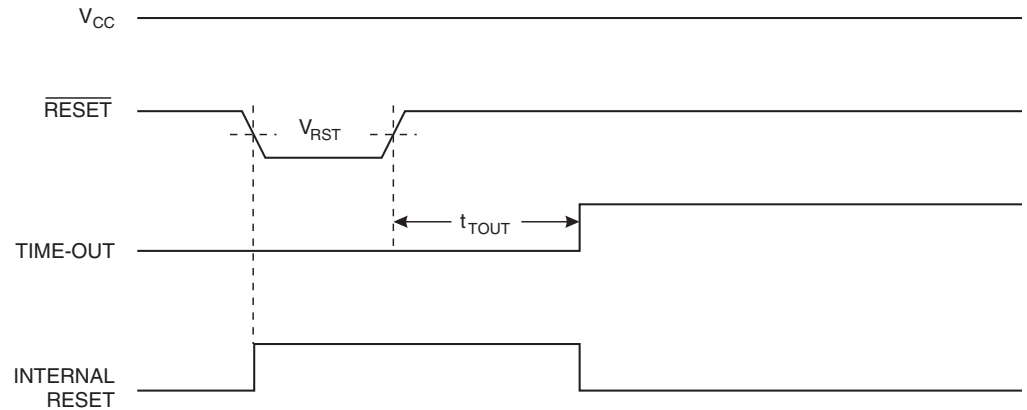 VCC
RESET
VRST
tTOUT
TIME-OUT
INTERNAL
RESET